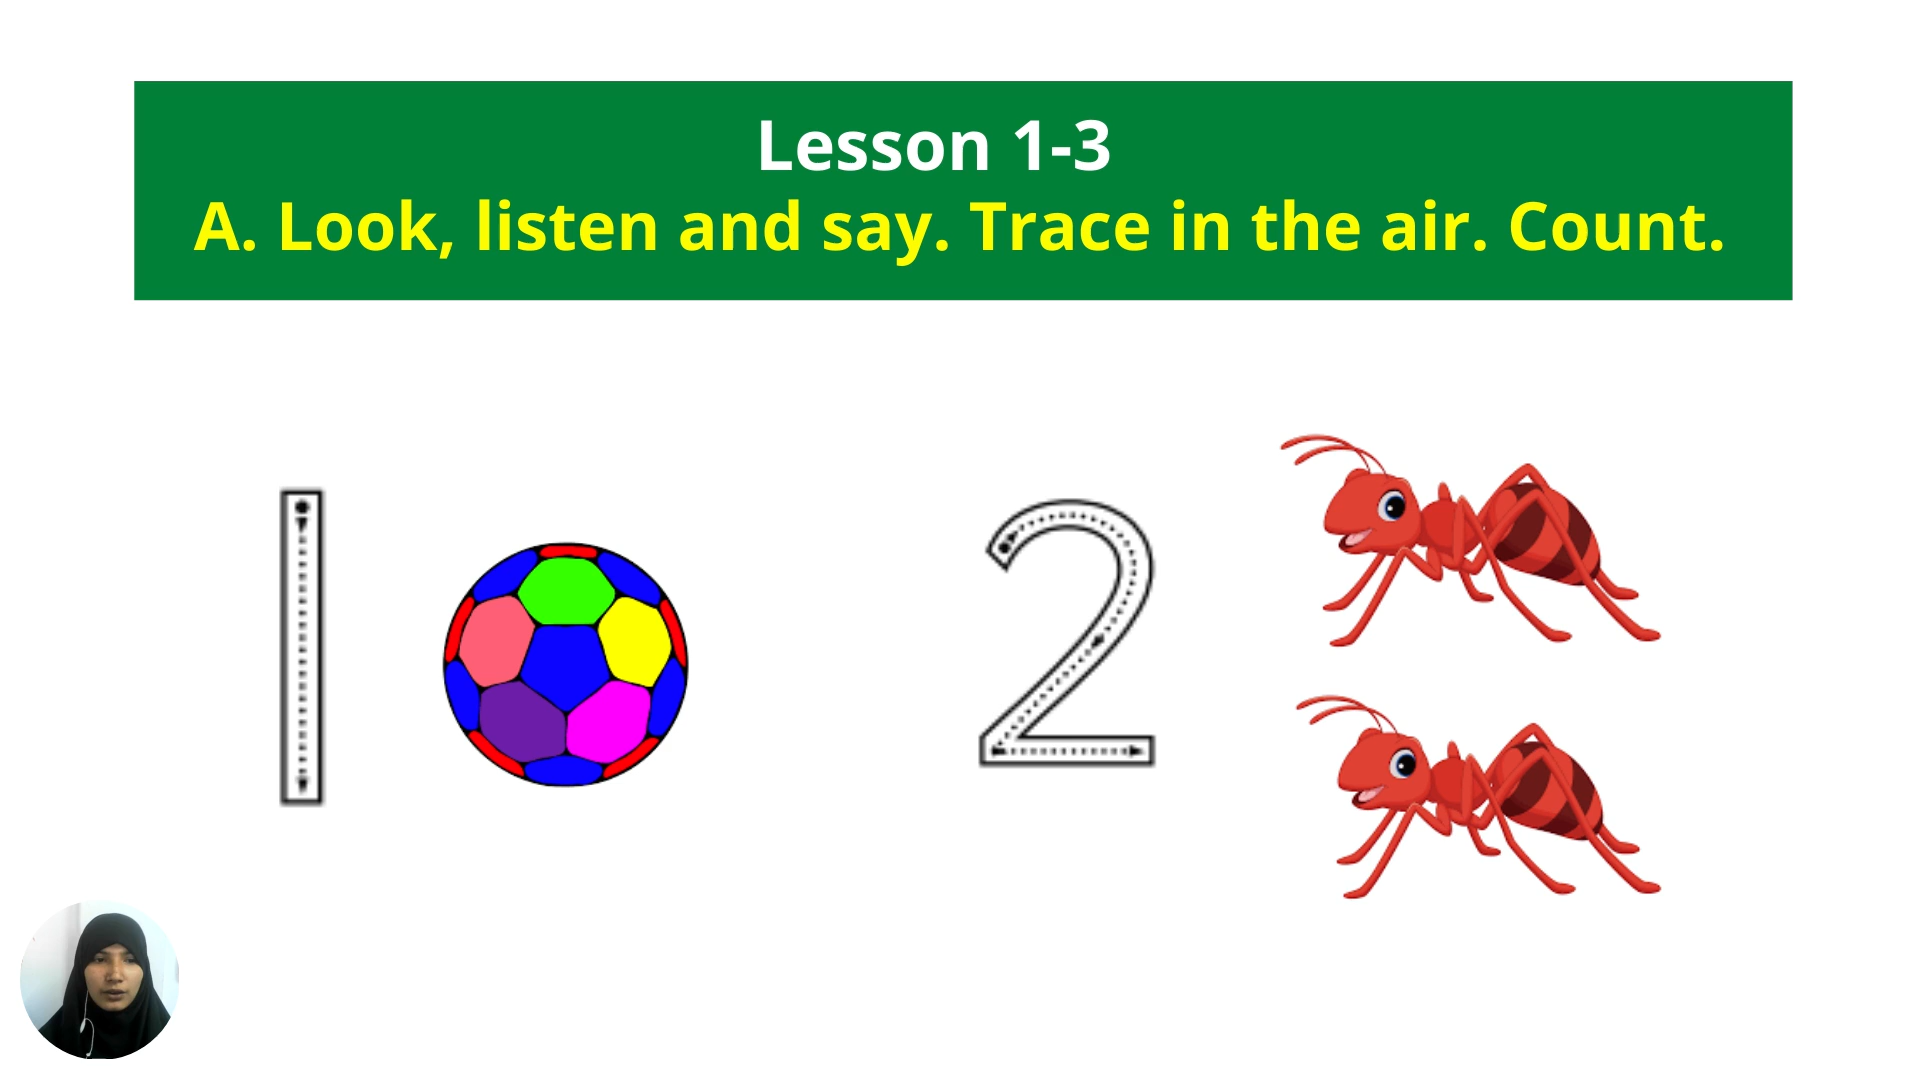 Lesson 1-3
A. Look, listen and say. Trace in the air. Count.
1
2